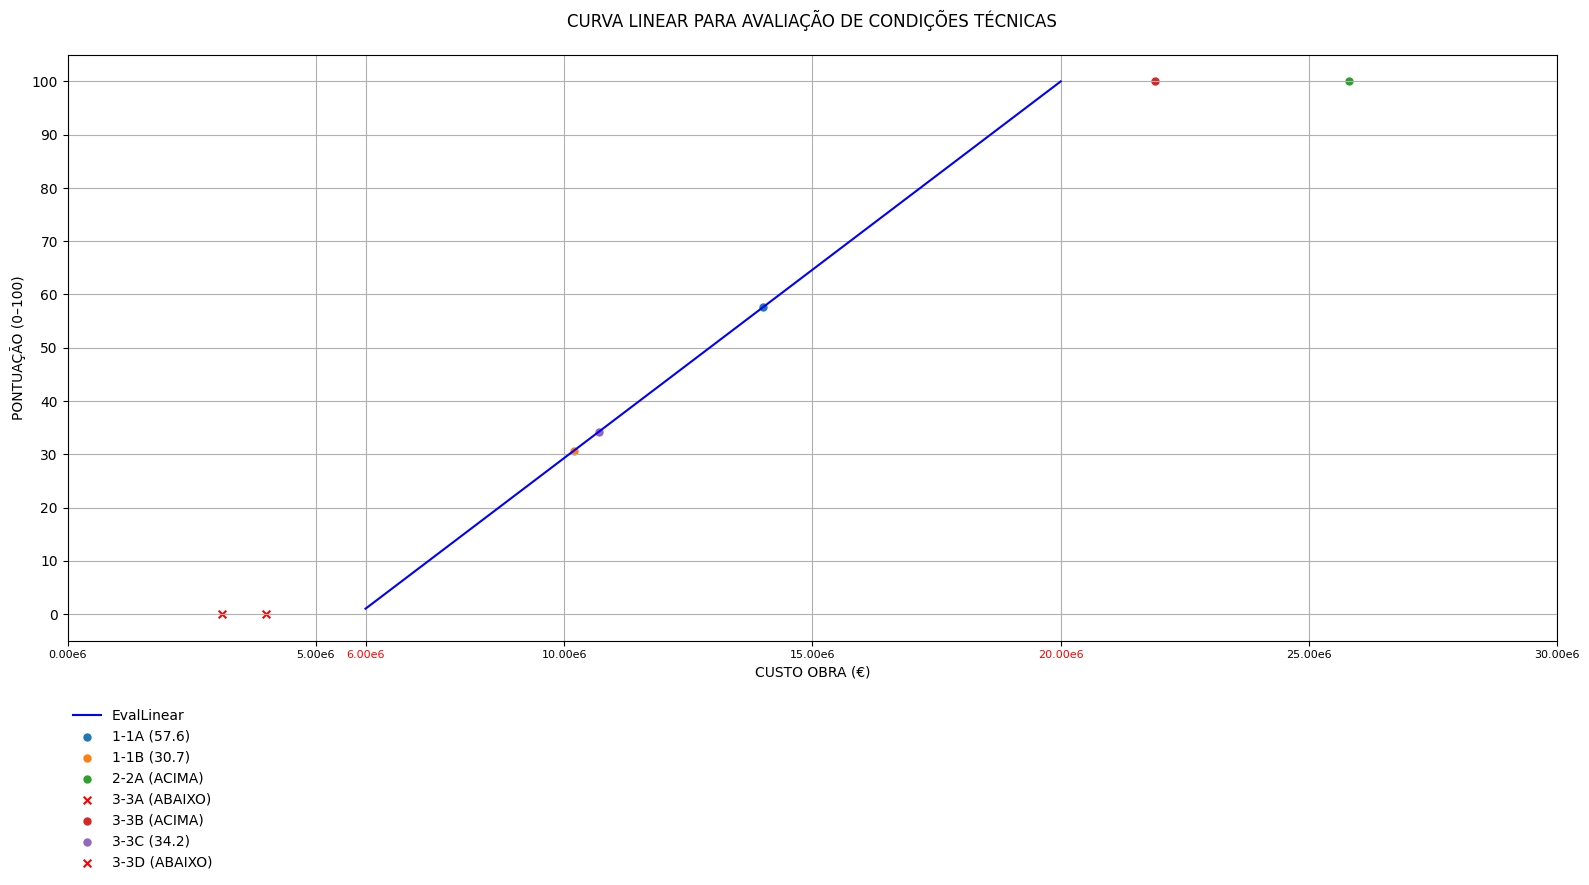 CURVA LINEAR PARA AVALIAÇÃO DE CONDIÇÕES TÉCNICAS
PONTUAÇÃO (0–100)
100
90
80
70
60
50
40
30
20
10
0
0.00e6 5.00e6 6.00e6 10.00e6 15.00e6 20.00e6 25.00e6 30.00e6
CUSTO OBRA (€)
EvalLinear
1-1A (57.6)
1-1B (30.7)
2-2A (ACIMA)
3-3A (ABAIXO)
3-3B (ACIMA)
3-3C (34.2)
3-3D (ABAIXO)